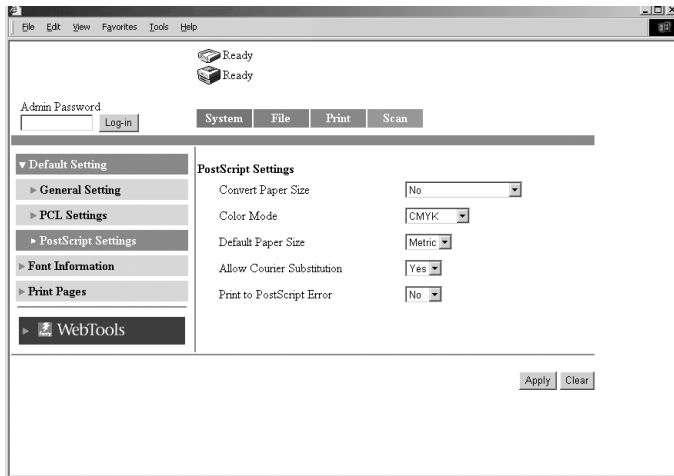 File Edit View Favorites Tools Help
Ready
Ready
Admin Password
Log-in
System File Print Scan
Default Setting
General Setting
PCL Settings
PostScript Settings
Font Information
Print Pages
WebTools
PostScript Settings
Convert Paper Size No
Color Mode CMYK
Default Paper Size Metric
Allow Courier Substitution Yes
Print to PostScript Error No
Apply Clear